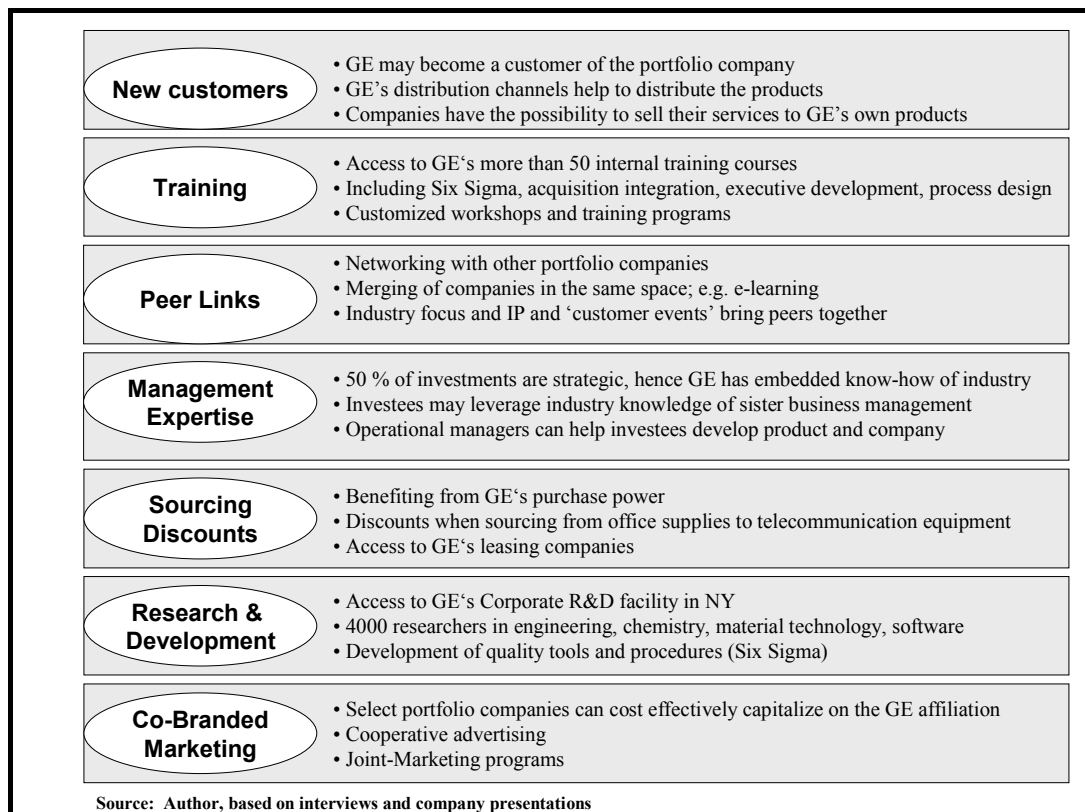 New customers
• GE may become a customer of the portfolio company
• GE’s distribution channels help to distribute the products
• Companies have the possibility to sell their services to GE’s own products
Training
• Access to GE‘s more than 50 internal training courses
• Including Six Sigma, acquisition integration, executive development, process design
• Customized workshops and training programs
Peer Links
• Networking with other portfolio companies
• Merging of companies in the same space; e.g. e-learning
• Industry focus and IP and ‘customer events’ bring peers together
Management
Expertise
• 50 % of investments are strategic, hence GE has embedded know-how of industry
• Investees may leverage industry knowledge of sister business management
• Operational managers can help investees develop product and company
Sourcing
Discounts
• Benefiting from GE‘s purchase power
• Discounts when sourcing from office supplies to telecommunication equipment
• Access to GE‘s leasing companies
Research &
Development
• Access to GE‘s Corporate R&D facility in NY
• 4000 researchers in engineering, chemistry, material technology, software
• Development of quality tools and procedures (Six Sigma)
Co-Branded
Marketing
• Select portfolio companies can cost effectively capitalize on the GE affiliation
• Cooperative advertising
• Joint-Marketing programs
Source: Author, based on interviews and company presentations